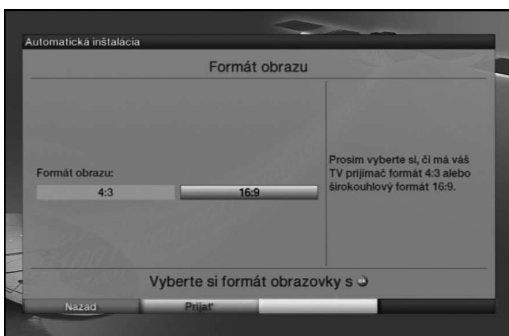 Automatická inštalácia
Formát obrazu
Formát obrazu:
4:3 16:9
Prosim vyberte si, či má váš
TV prijímač formát 4:3 alebo
širokouhlový formát 16:9.
Vyberte si formát obrazovky s
Nazad Prijať